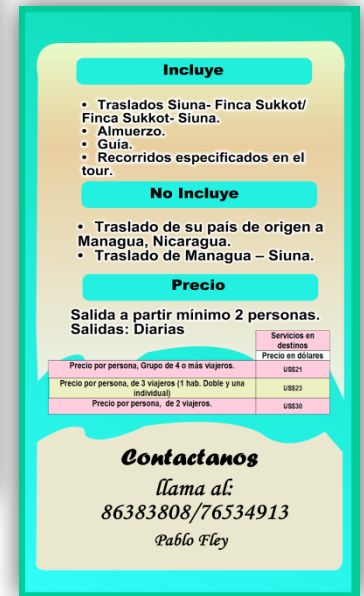 Incluye
• Traslados Siuna- Finca Sukkot/
Finca Sukkot- Siuna.
• Almuerzo.
• Guía.
• Recorridos especificados en el
tour.
No Incluye
• Traslado de su país de origen a
Managua, Nicaragua.
• Traslado de Managua – Siuna.
Precio
Salida a partir mínimo 2 personas.
Salidas: Diarias
Servicios en
destinos
Precio en dólares
Precio por persona, Grupo de 4 o más viajeros. US$21
Precio por persona, de 3 viajeros (1 hab. Doble y una
individual) US$23
Precio por persona, de 2 viajeros. US$30
Contactanos
llama al:
86383808/76534913
Pablo Fley